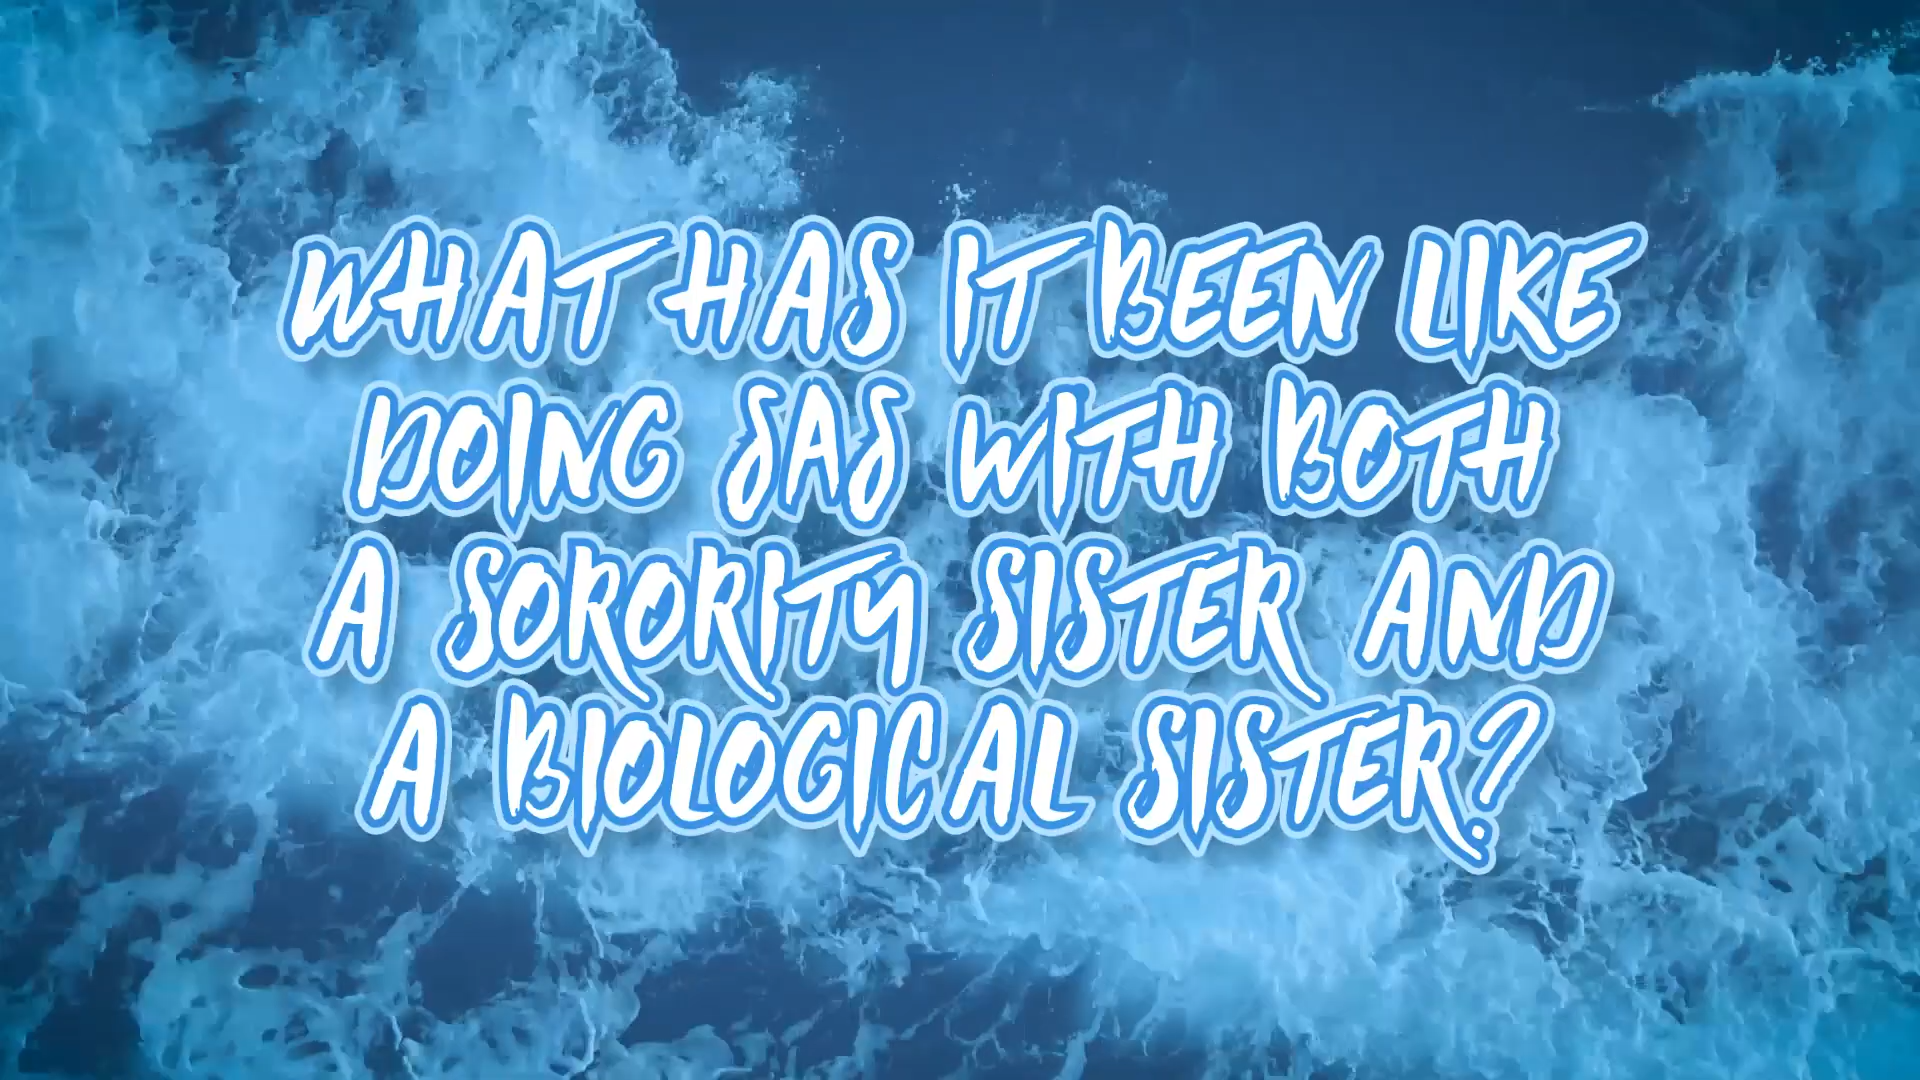 WHAT HAS IT BEEN LIKE
DOING SAS WITH BOTH
A SORORITY SISTER AND
A BIOLOGICAL SISTER?